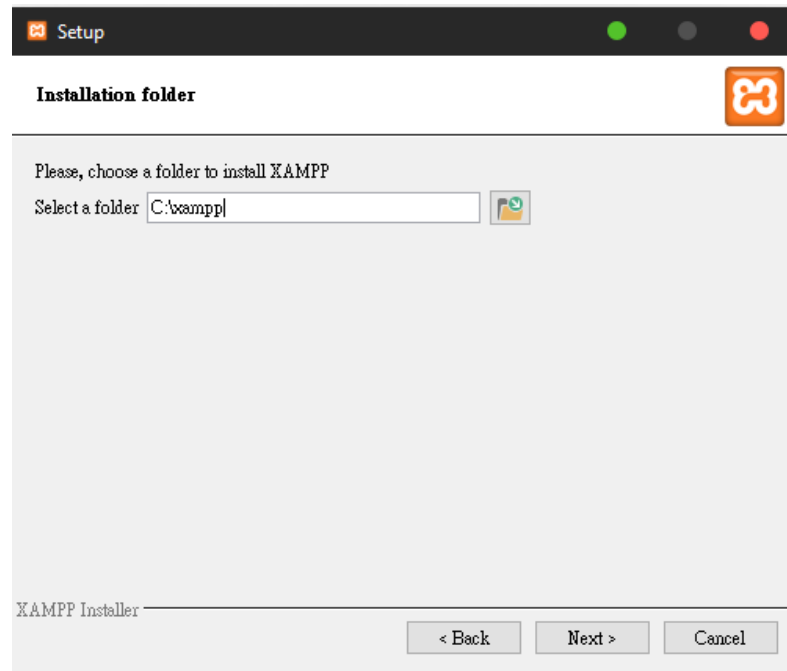 Setup
Installation folder
Please, choose a folder to install XAMPP
Select a folder C:\xampp
XAMPP Installer
< Back Next > Cancel